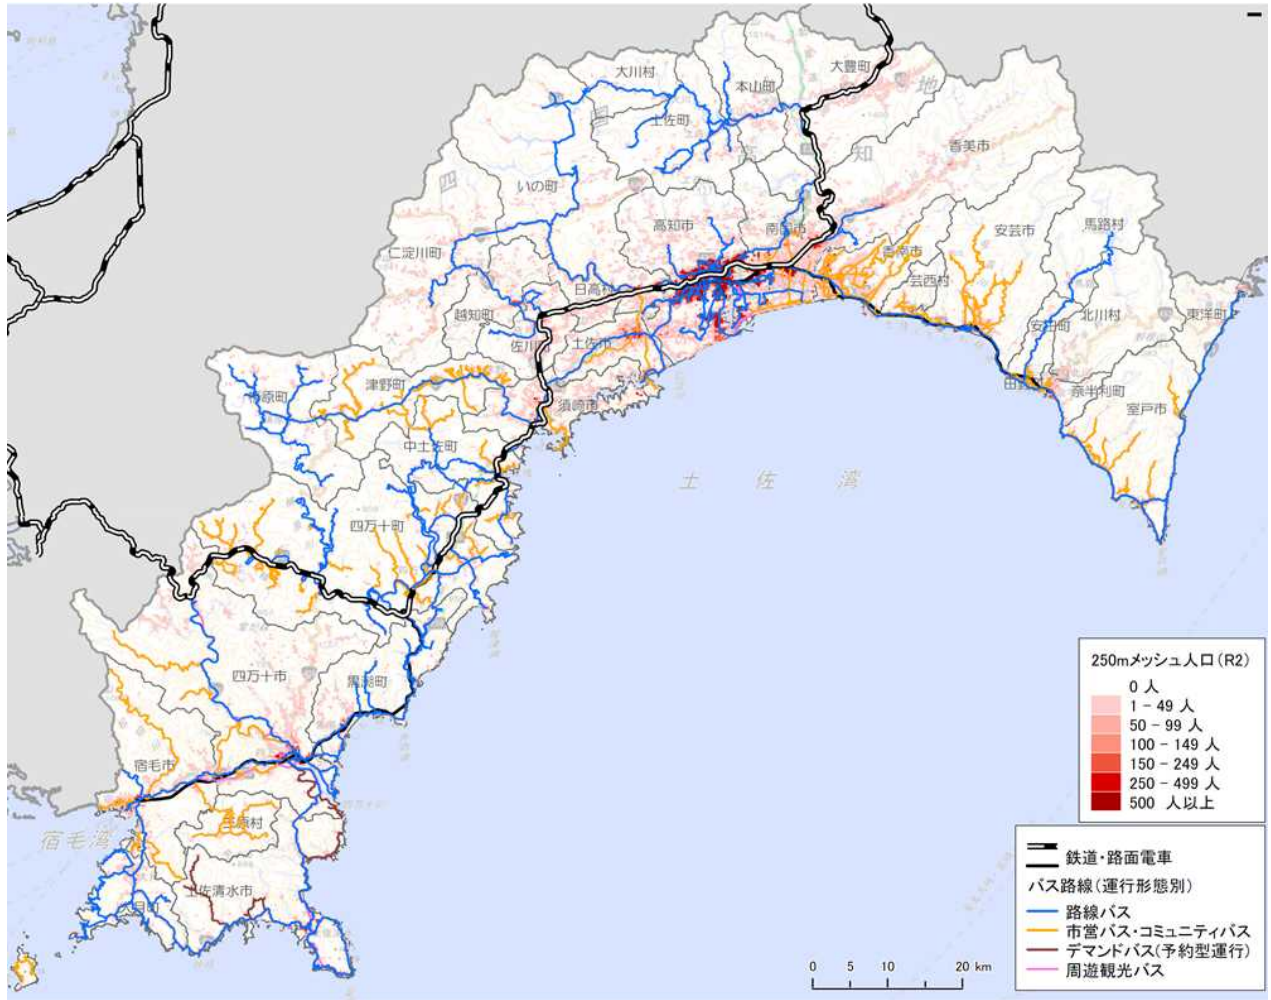 大川村
本山町
大豊町
土佐町
地
香美市
高
知
いの町
四
高知市
南国市
安芸市
馬路村
仁淀川町
香南市
芸西村
日高村
越知町
安田町
北川村
東洋町
佐川町
土佐市
津野町
梼原町
須崎市
田野町
奈半利町
室戸市
中土佐町
土佐湾
四万十町
四万十市
黒潮町
宿毛市
三原村
宿毛湾
土佐清水市
250mメッシュ人口(R2)
0 人
1 - 49 人
50 - 99 人
100 - 149 人
150 - 249 人
250 - 499 人
500 人以上
鉄道・路面電車
バス路線(運行形態別)
路線バス
市営バス・コミュニティバス
デマンドバス(予約型運行)
周遊観光バス
0 5 10 20 km